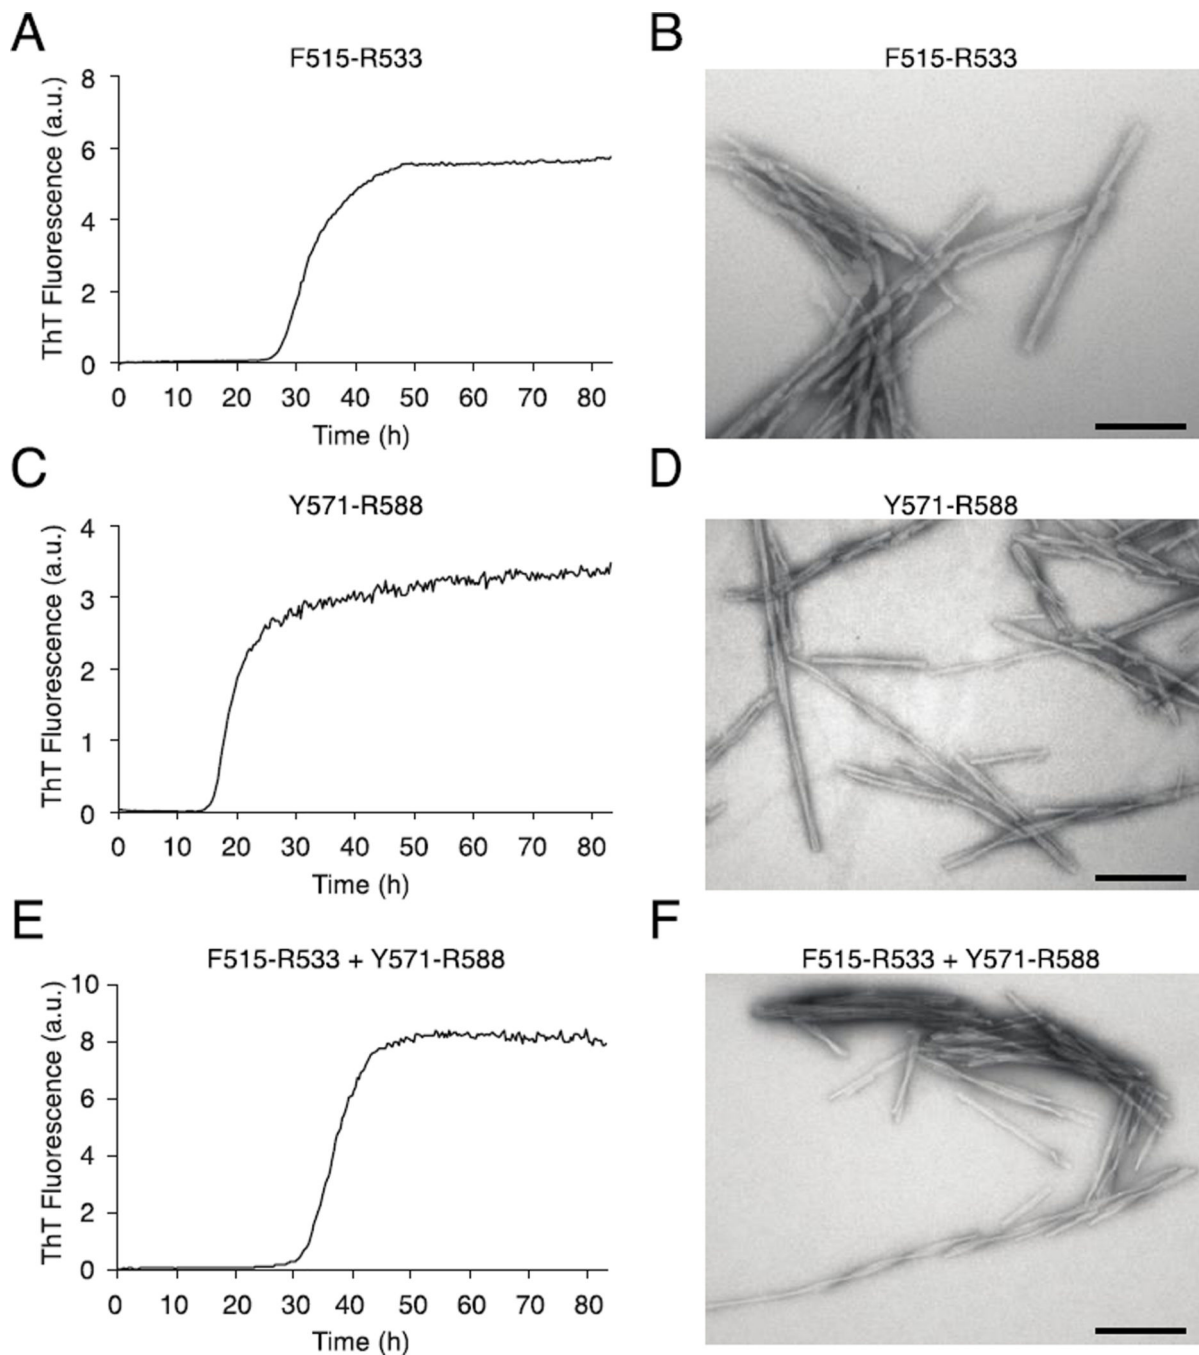 A
F515-R533
8
6
4
2
0
ThT Fluorescence (a.u.)
0 10 20 30 40 50 60 70 80
Time (h)
B
F515-R533
C
Y571-R588
4
3
2
1
0
ThT Fluorescence (a.u.)
0 10 20 30 40 50 60 70 80
Time (h)
D
Y571-R588
E
F515-R533 + Y571-R588
10
8
6
4
2
0
ThT Fluorescence (a.u.)
0 10 20 30 40 50 60 70 80
Time (h)
F
F515-R533 + Y571-R588